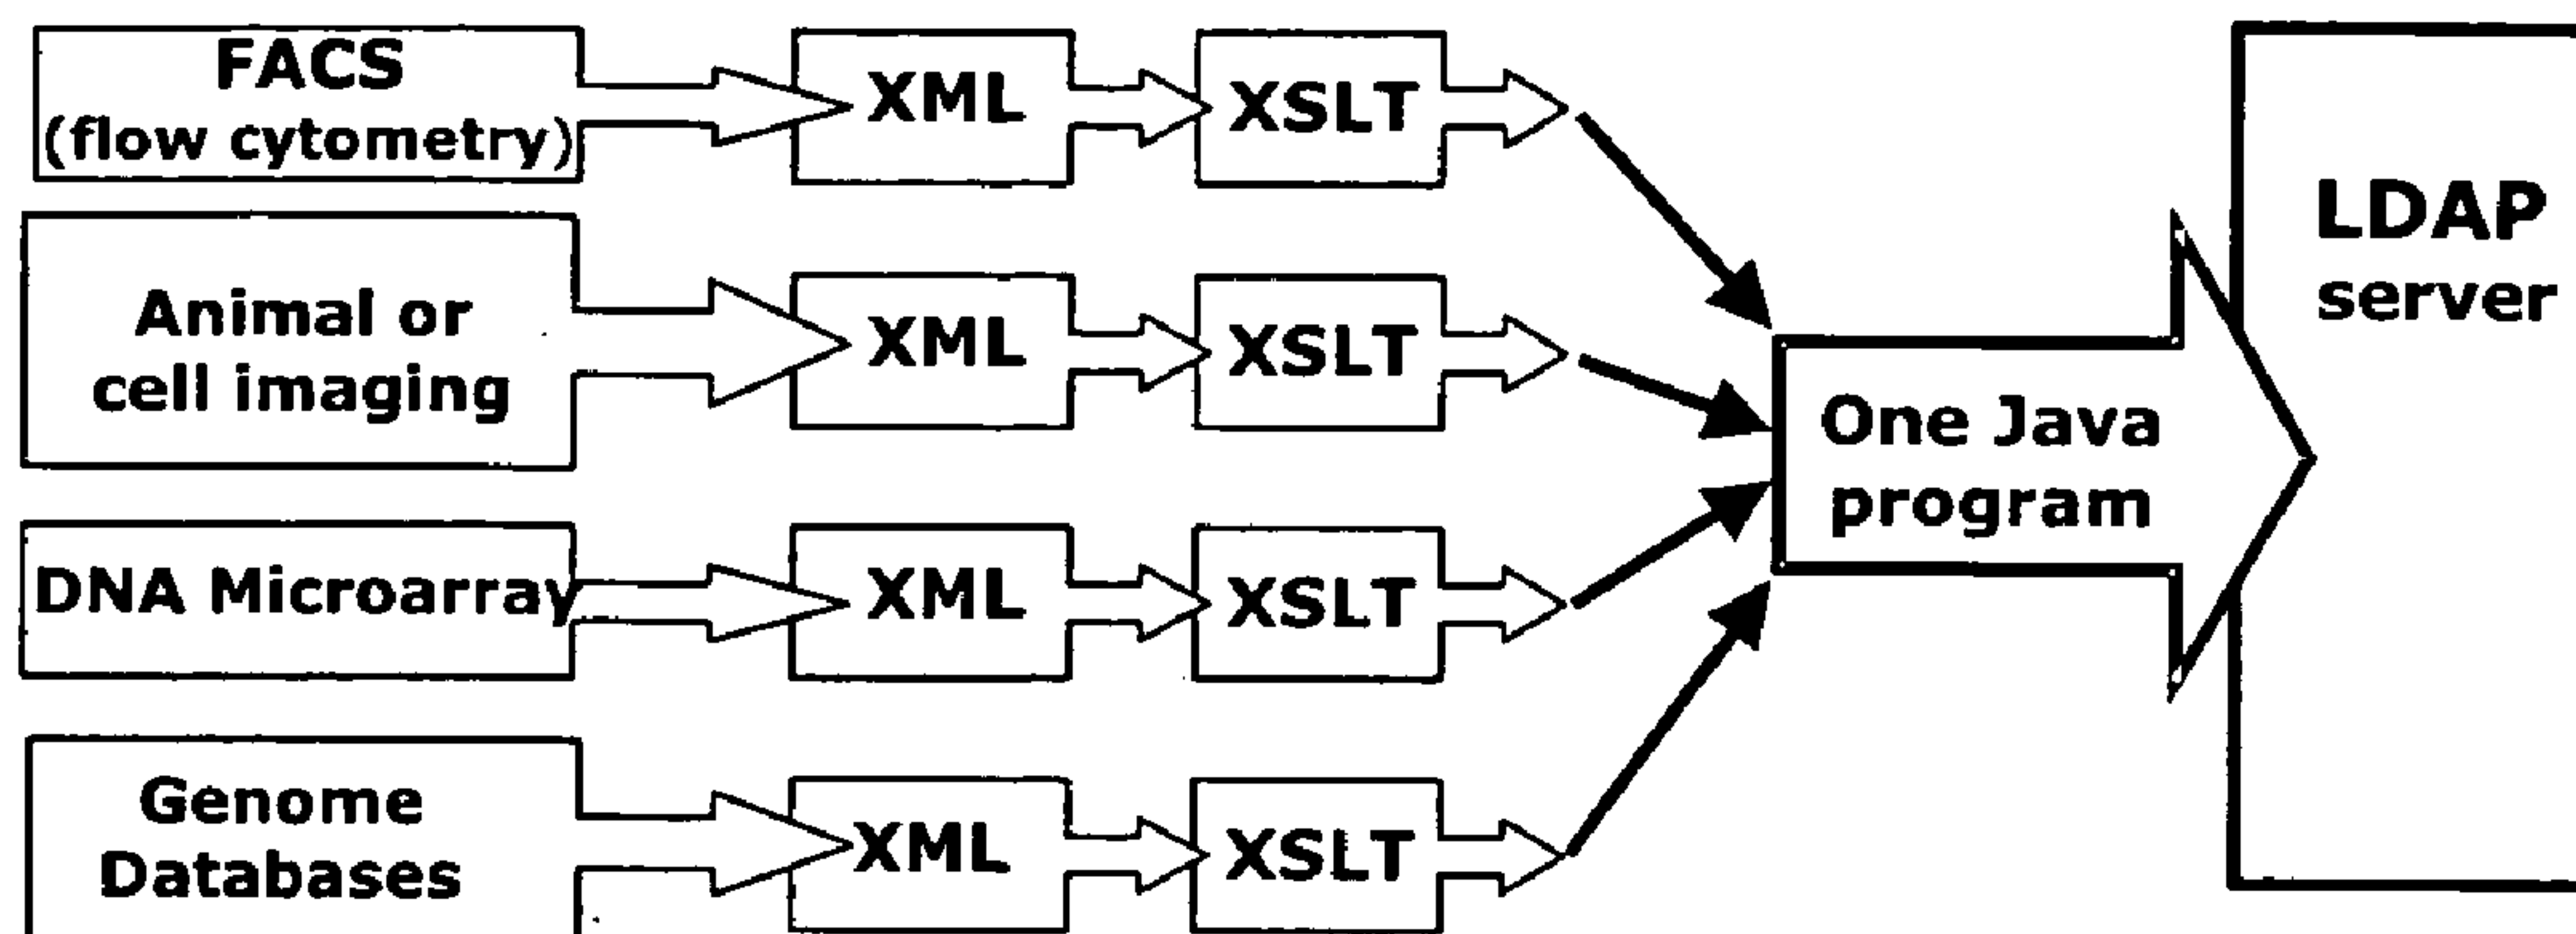 FACS
(flow cytometry)
XML
XSLT
Animal or
cell imaging
XML
XSLT
DNA Microarray
XML
XSLT
Genome
Databases
XML
XSLT
One Java
program
LDAP
server